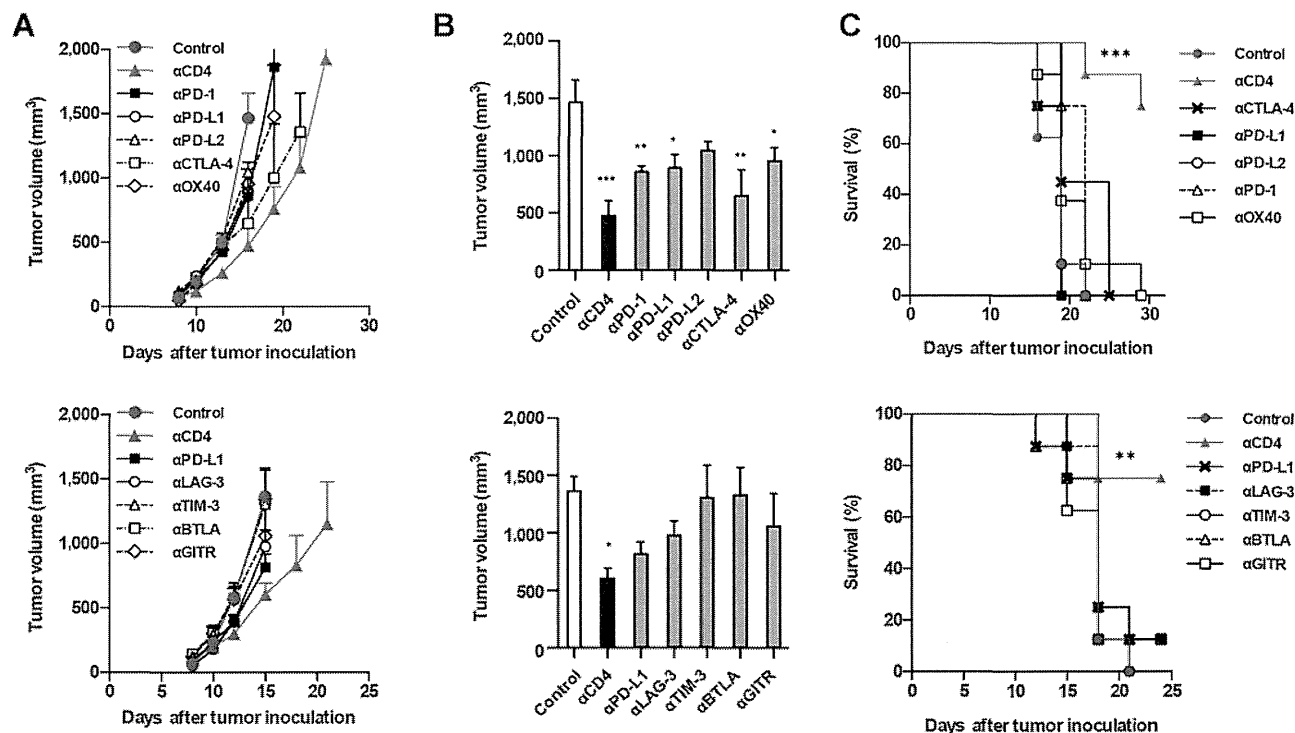 A
2,000
1,500
1,000
500
0
Tumor volume (mm³)
Control
αCD4
αPD-1
αPD-L1
αPD-L2
αCTLA-4
αOX40
0 10 20 30
Days after tumor inoculation
B
2,000
1,500
1,000
500
0
Tumor volume (mm³)
***
**
*
**
*
Control
αCD4
αPD-1
αPD-L1
αPD-L2
αCTLA-4
αOX40
C
100
80
60
40
20
0
Survival (%)
***
Control
αCD4
αCTLA-4
αPD-L1
αPD-L2
αPD-1
αOX40
0 10 20 30
Days after tumor inoculation
2,000
1,500
1,000
500
0
Tumor volume (mm³)
Control
αCD4
αPD-L1
αLAG-3
αTIM-3
αBTLA
αGITR
0 5 10 15 20 25
Days after tumor inoculation
2,000
1,500
1,000
500
0
Tumor volume (mm³)
*
Control
αCD4
αPD-L1
αLAG-3
αTIM-3
αBTLA
αGITR
100
80
60
40
20
0
Survival (%)
**
Control
αCD4
αPD-L1
αLAG-3
αTIM-3
αBTLA
αGITR
0 5 10 15 20 25
Days after tumor inoculation